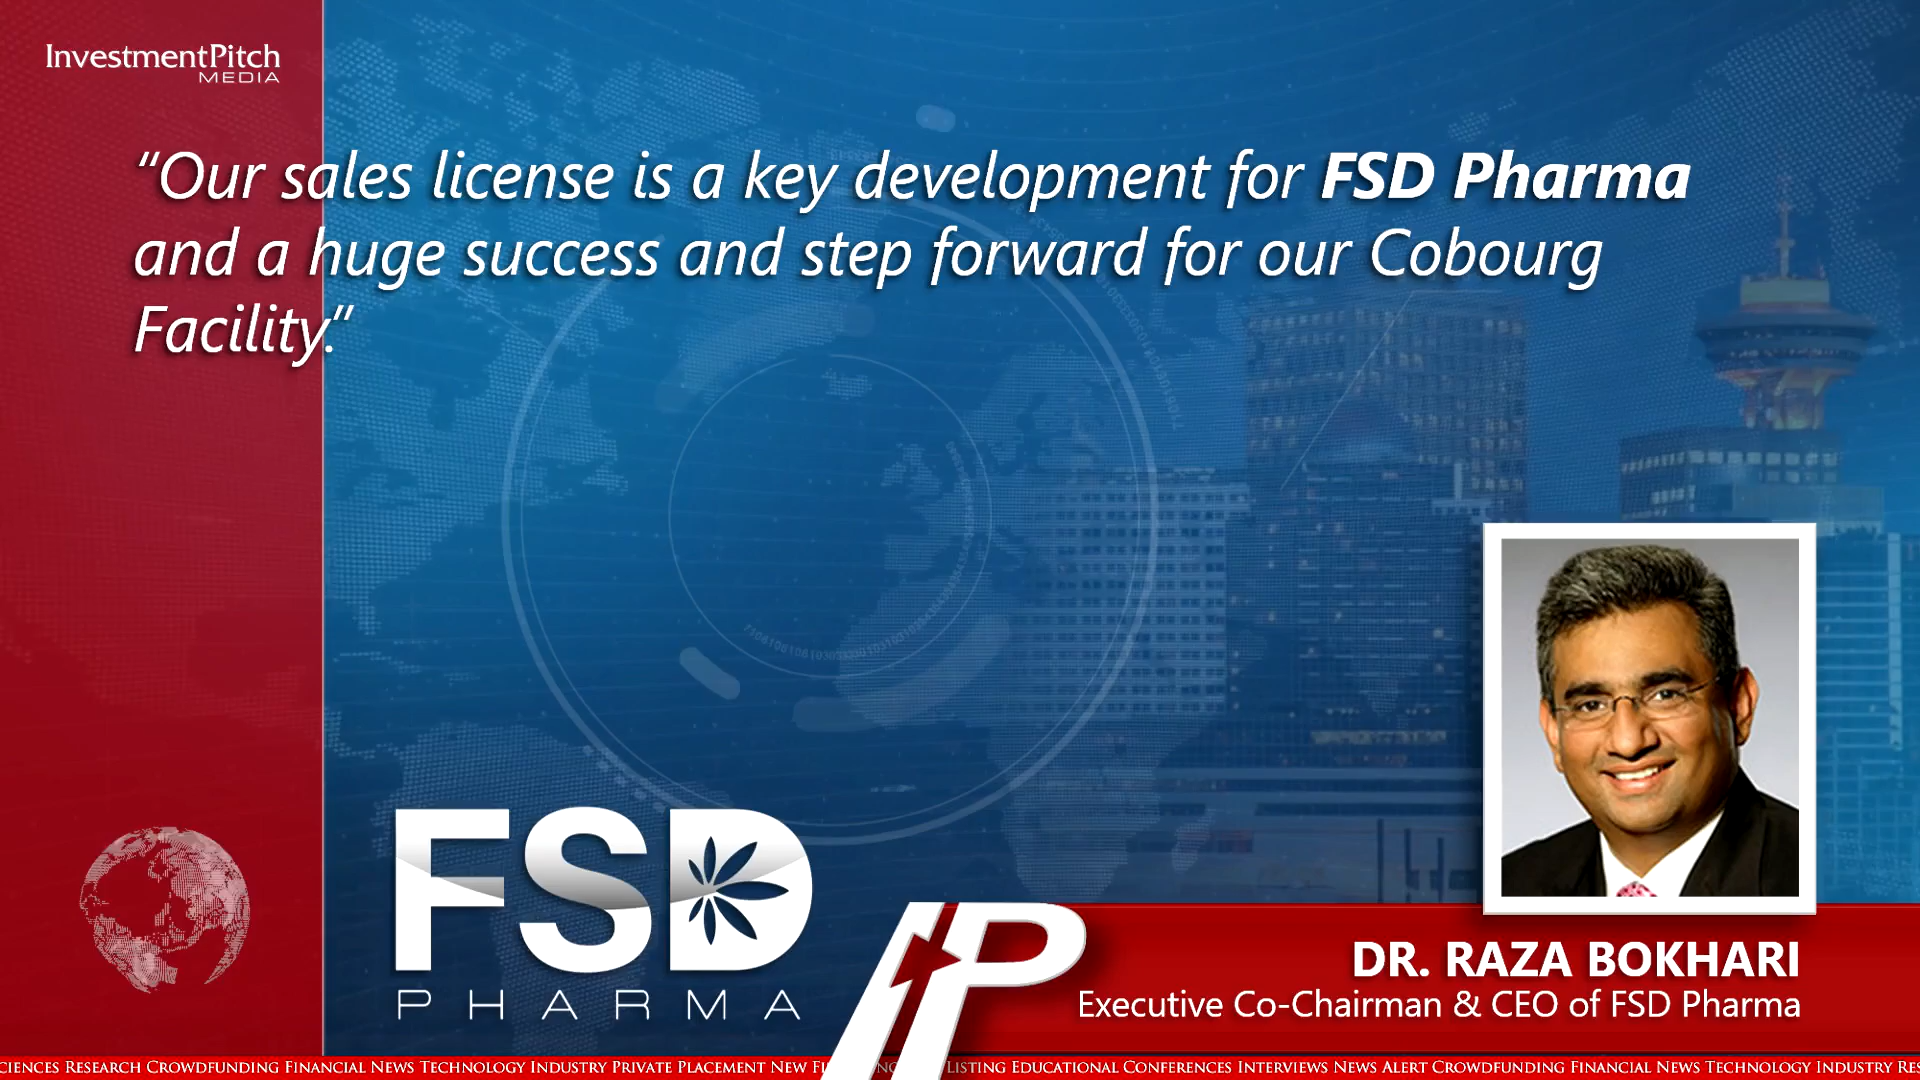 InvestmentPitch
MEDIA
“Our sales license is a key development for FSD Pharma
and a huge success and step forward for our Cobourg
Facility.”
FSD
PHARMA
IP
DR. RAZA BOKHARI
Executive Co-Chairman & CEO of FSD Pharma
SCIENCES RESEARCH CROWDFUNDING FINANCIAL NEWS TECHNOLOGY INDUSTRY PRIVATE PLACEMENT NEW LISTING EDUCATIONAL CONFERENCES INTERVIEWS NEWS ALERT CROWDFUNDING FINANCIAL NEWS TECHNOLOGY INDUSTRY